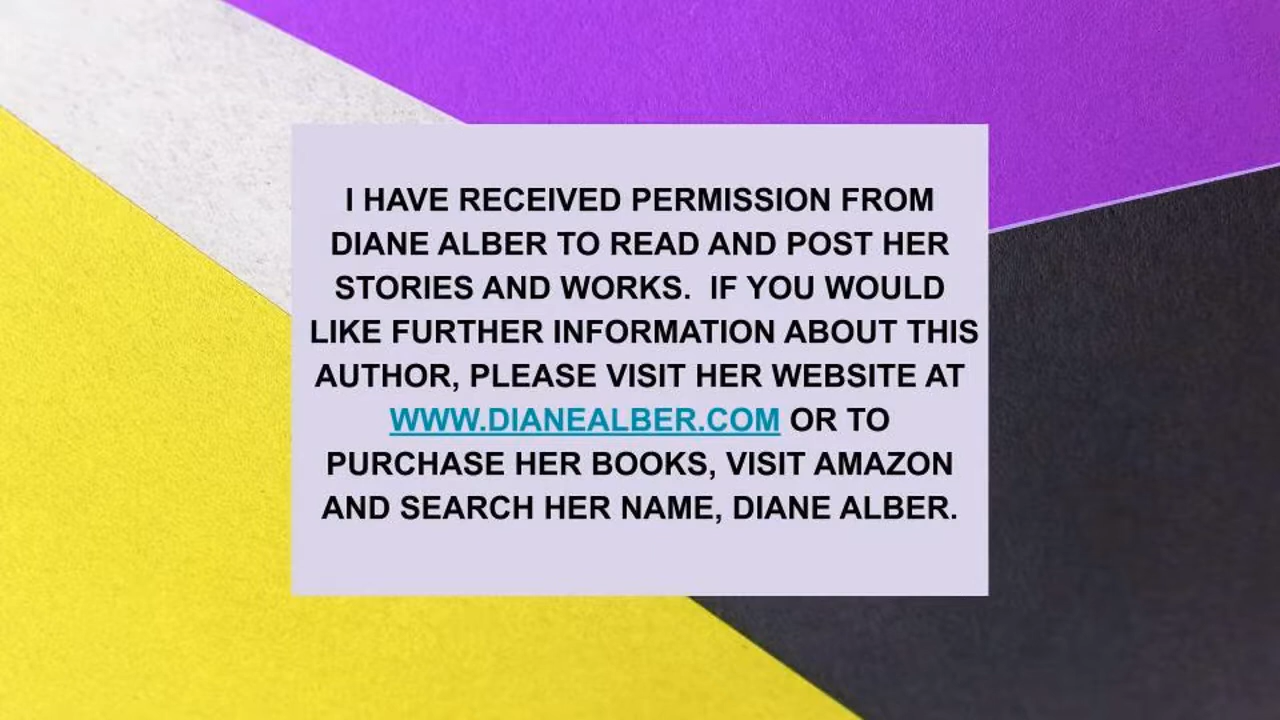 I HAVE RECEIVED PERMISSION FROM
DIANE ALBER TO READ AND POST HER
STORIES AND WORKS.  IF YOU WOULD
LIKE FURTHER INFORMATION ABOUT THIS
AUTHOR, PLEASE VISIT HER WEBSITE AT
WWW.DIANEALBER.COM OR TO
PURCHASE HER BOOKS, VISIT AMAZON
AND SEARCH HER NAME, DIANE ALBER.